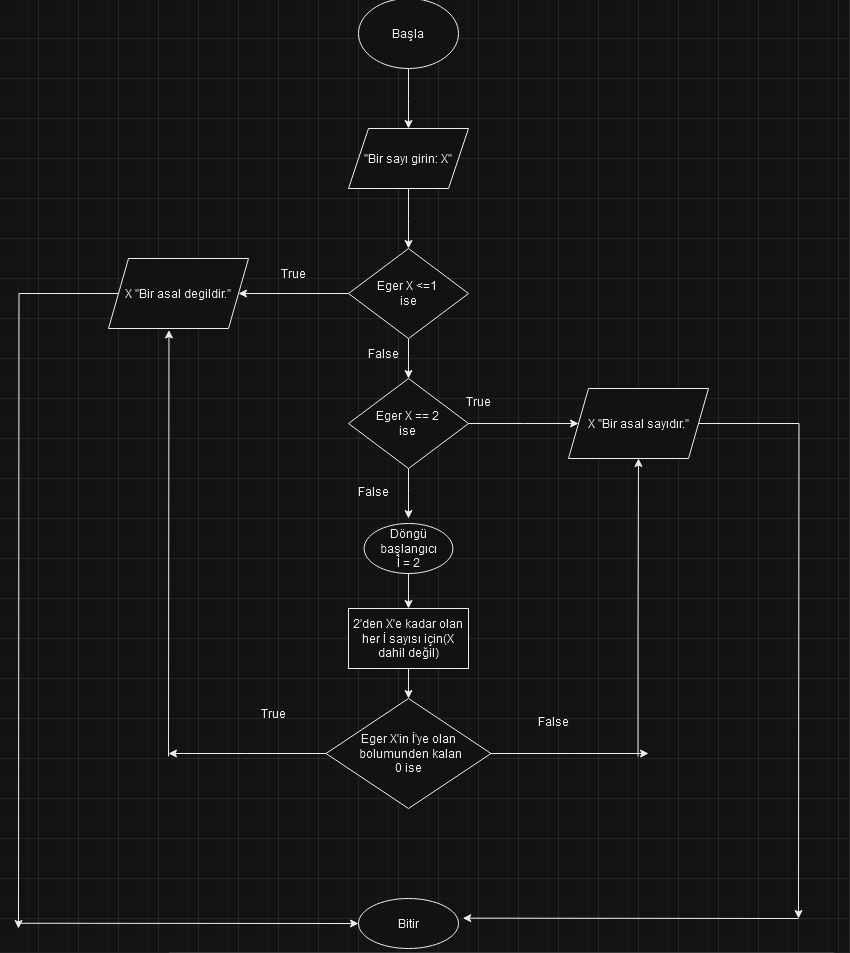 Başla
"Bir sayı girin: X"
True
X "Bir asal degildir."
Eger X <=1
ise
False
Eger X == 2
ise
True
X "Bir asal sayıdır."
False
Döngü
başlangıcı
İ = 2
2'den X'e kadar olan
her İ sayısı için(X
dahil değil)
True
Eger X'in İ'ye olan
bolumunden kalan
0 ise
False
Bitir